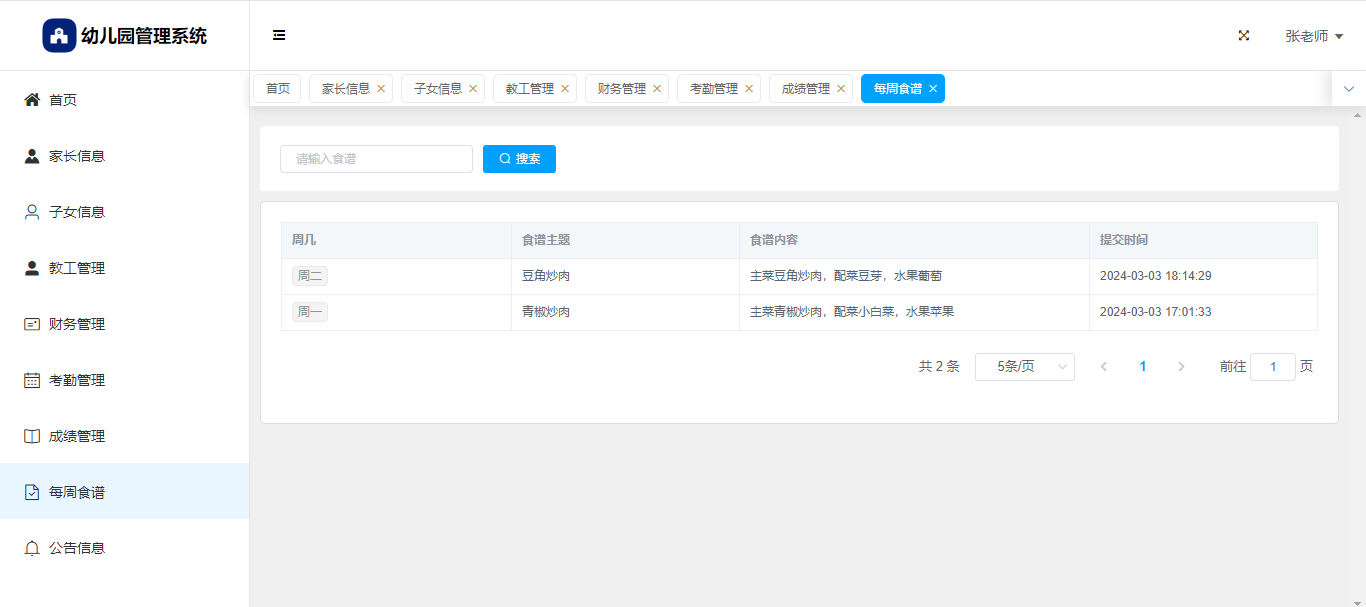 幼儿园管理系统
张老师
首页
家长信息
子女信息
教工管理
财务管理
考勤管理
成绩管理
每周食谱
公告信息
首页 家长信息 子女信息 教工管理 财务管理 考勤管理 成绩管理 每周食谱
请输入食谱 搜索
周几 食谱主题 食谱内容 提交时间
周二 豆角炒肉 主菜豆角炒肉，配菜豆芽，水果葡萄 2024-03-03 18:14:29
周一 青椒炒肉 主菜青椒炒肉，配菜小白菜，水果苹果 2024-03-03 17:01:33
共 2 条 5条/页 1 前往 1 页